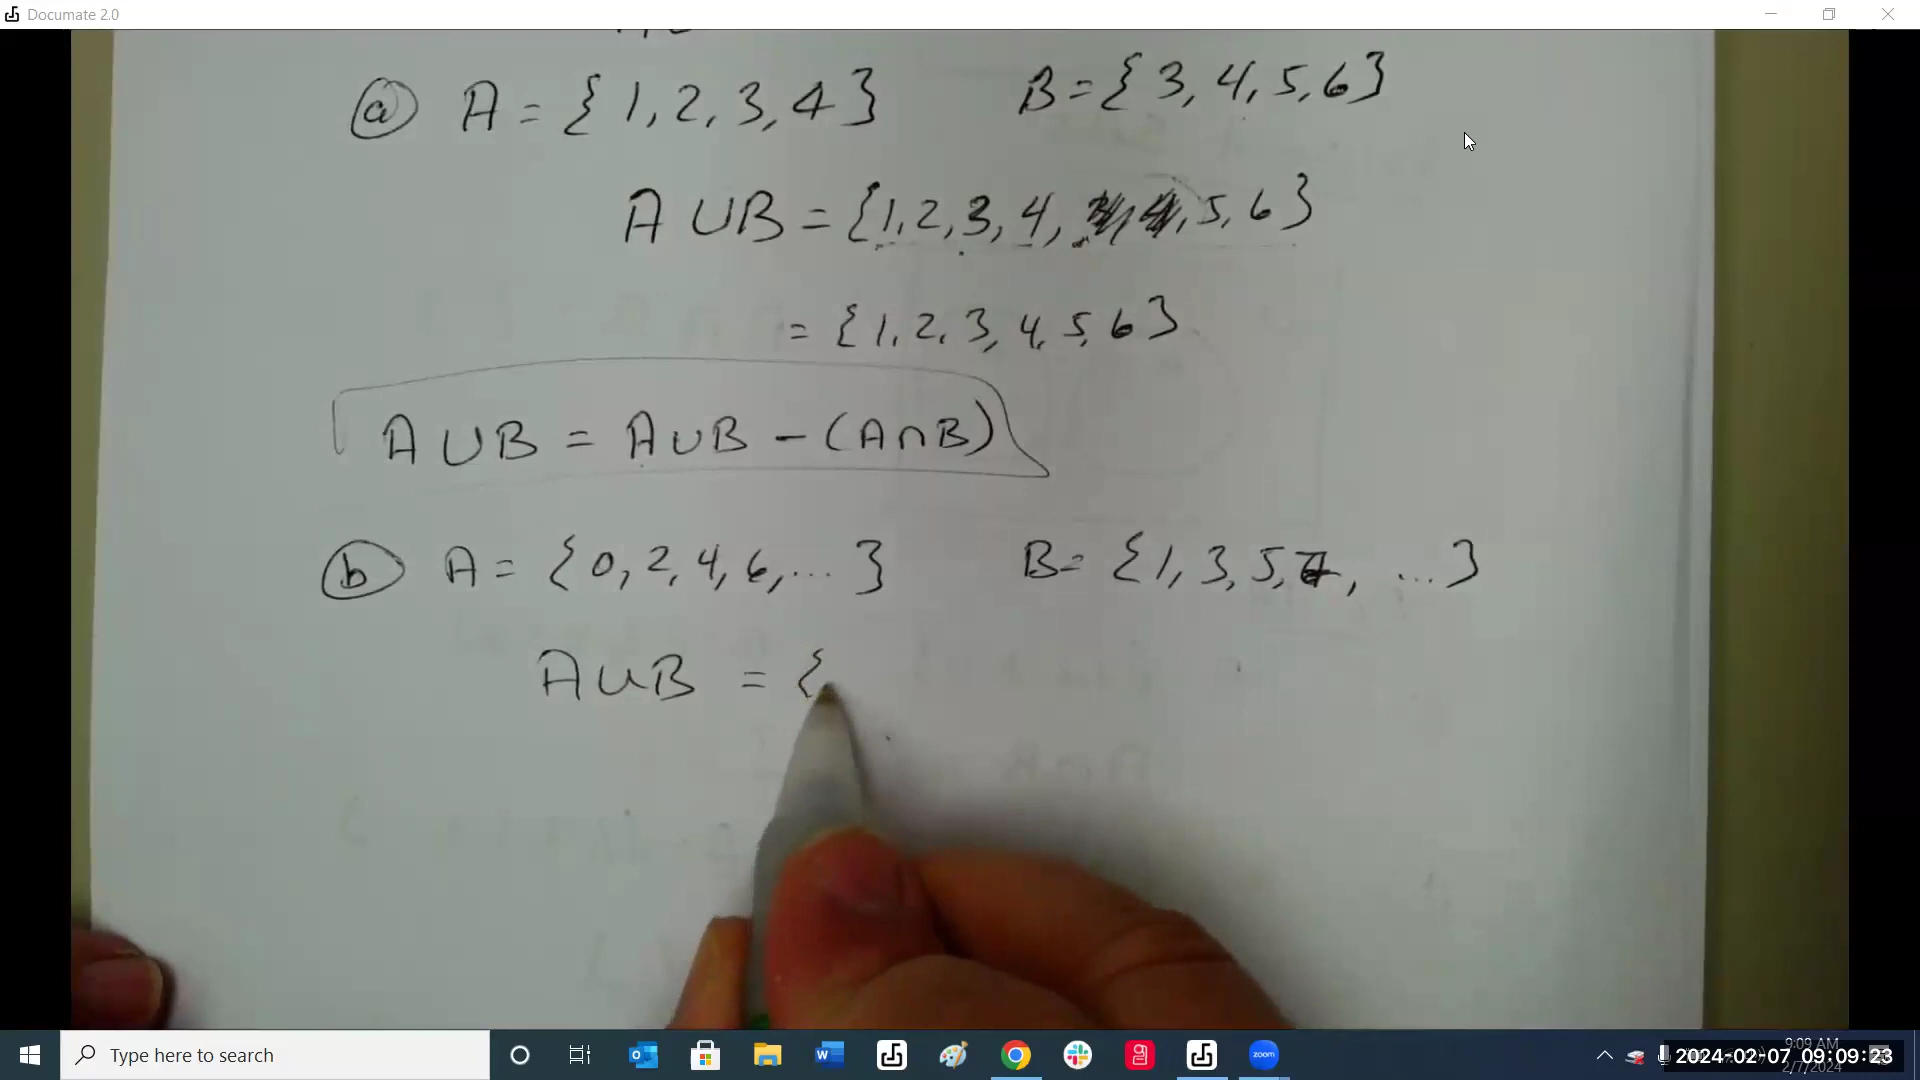 Documate 2.0
ⓐ A = {1, 2, 3, 4} B = {3, 4, 5, 6}
A ∪ B = {1, 2, 3, 4, 5, 6}
= {1, 2, 3, 4, 5, 6}
A ∪ B = A ∪ B - (A ∩ B)
ⓑ A = {0, 2, 4, 6, ...} B = {1, 3, 5, 7, ...}
A ∪ B = {
Type here to search
zoom
9:09 AM
2024-02-07 09:09:23
2/7/2024